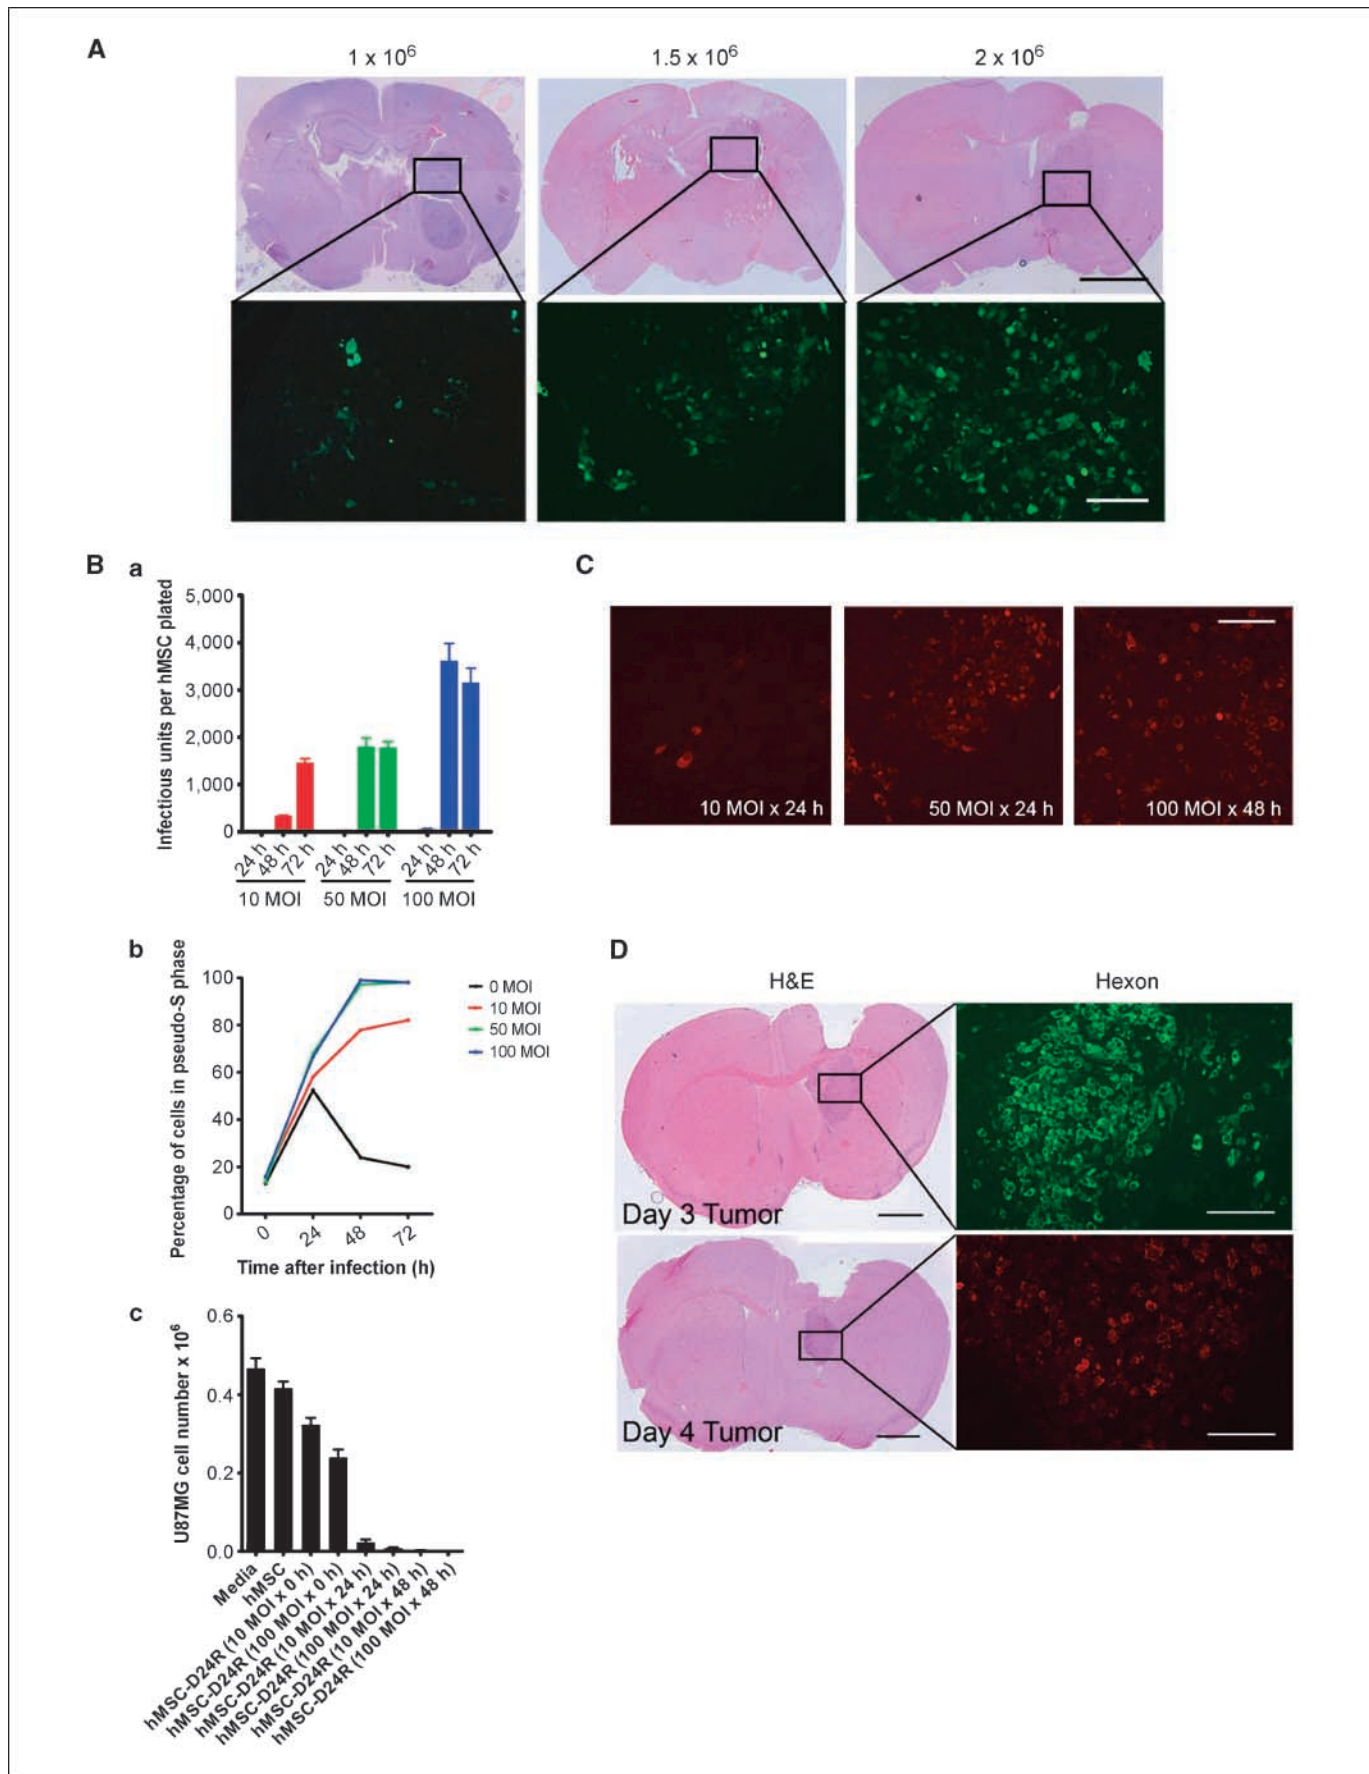 A
1 x 10⁶
1.5 x 10⁶
2 x 10⁶
B
a
Infectious units per hMSC plated
5,000
4,000
3,000
2,000
1,000
0
24 h
48 h
72 h
24 h
48 h
72 h
24 h
48 h
72 h
10 MOI
50 MOI
100 MOI
C
10 MOI x 24 h
50 MOI x 24 h
100 MOI x 48 h
b
Percentage of cells in pseudo-S phase
100
80
60
40
20
0
0
24
48
72
Time after infection (h)
0 MOI
10 MOI
50 MOI
100 MOI
c
U87MG cell number x 10⁶
0.6
0.4
0.2
0.0
Media
hMSC
hMSC-D24R (10 MOI x 0 h)
hMSC-D24R (100 MOI x 0 h)
hMSC-D24R (10 MOI x 24 h)
hMSC-D24R (100 MOI x 24 h)
hMSC-D24R (10 MOI x 48 h)
hMSC-D24R (100 MOI x 48 h)
D
H&E
Hexon
Day 3 Tumor
Day 4 Tumor